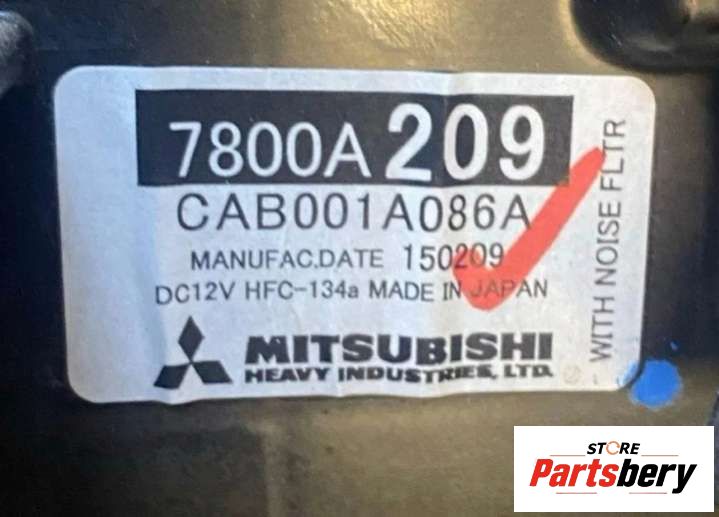 7800A 209
CAB001A086A
MANUFAC.DATE 150209
DC12V HFC-134a MADE IN JAPAN
MITSUBISHI
HEAVY INDUSTRIES, LTD.
WITH NOISE FLTR
STORE
Partsbery